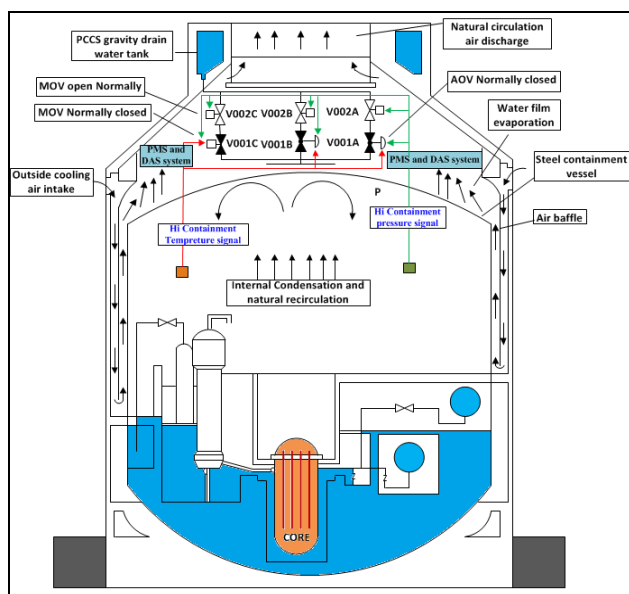 PCCS gravity drain
water tank
Natural circulation
air discharge
MOV open Normally
AOV Normally closed
MOV Normally closed
V002C
V002B
V002A
Water film
evaporation
V001C
V001B
V001A
PMS and
DAS system
PMS and DAS system
Steel containment
vessel
Outside cooling
air intake
P
Air baffle
Hi Containment
Tempreture signal
Hi Containment
pressure signal
Internal Condensation and
natural recirculation
Z
Z
CORE